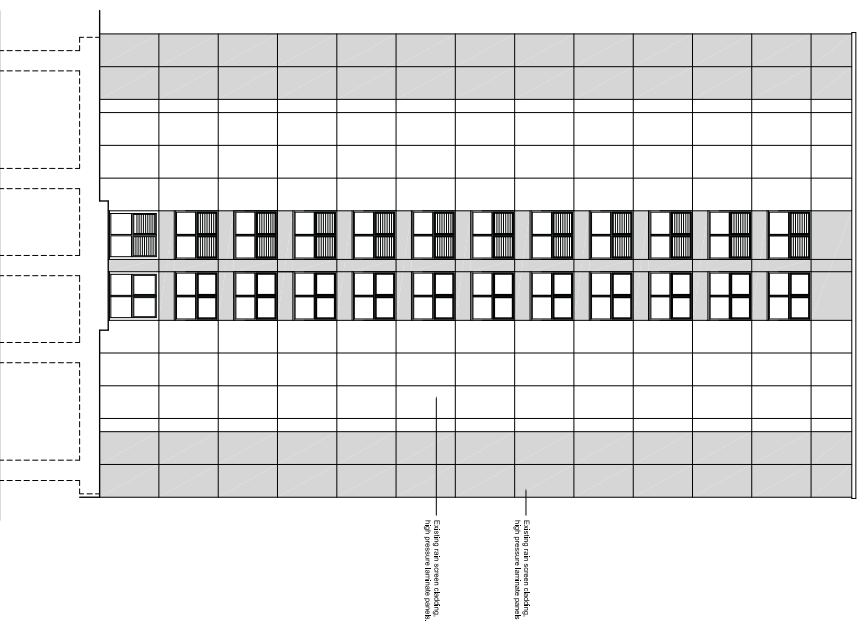 Existing rain screen cladding,
high pressure laminate panels.
Existing rain screen cladding,
high pressure laminate panels